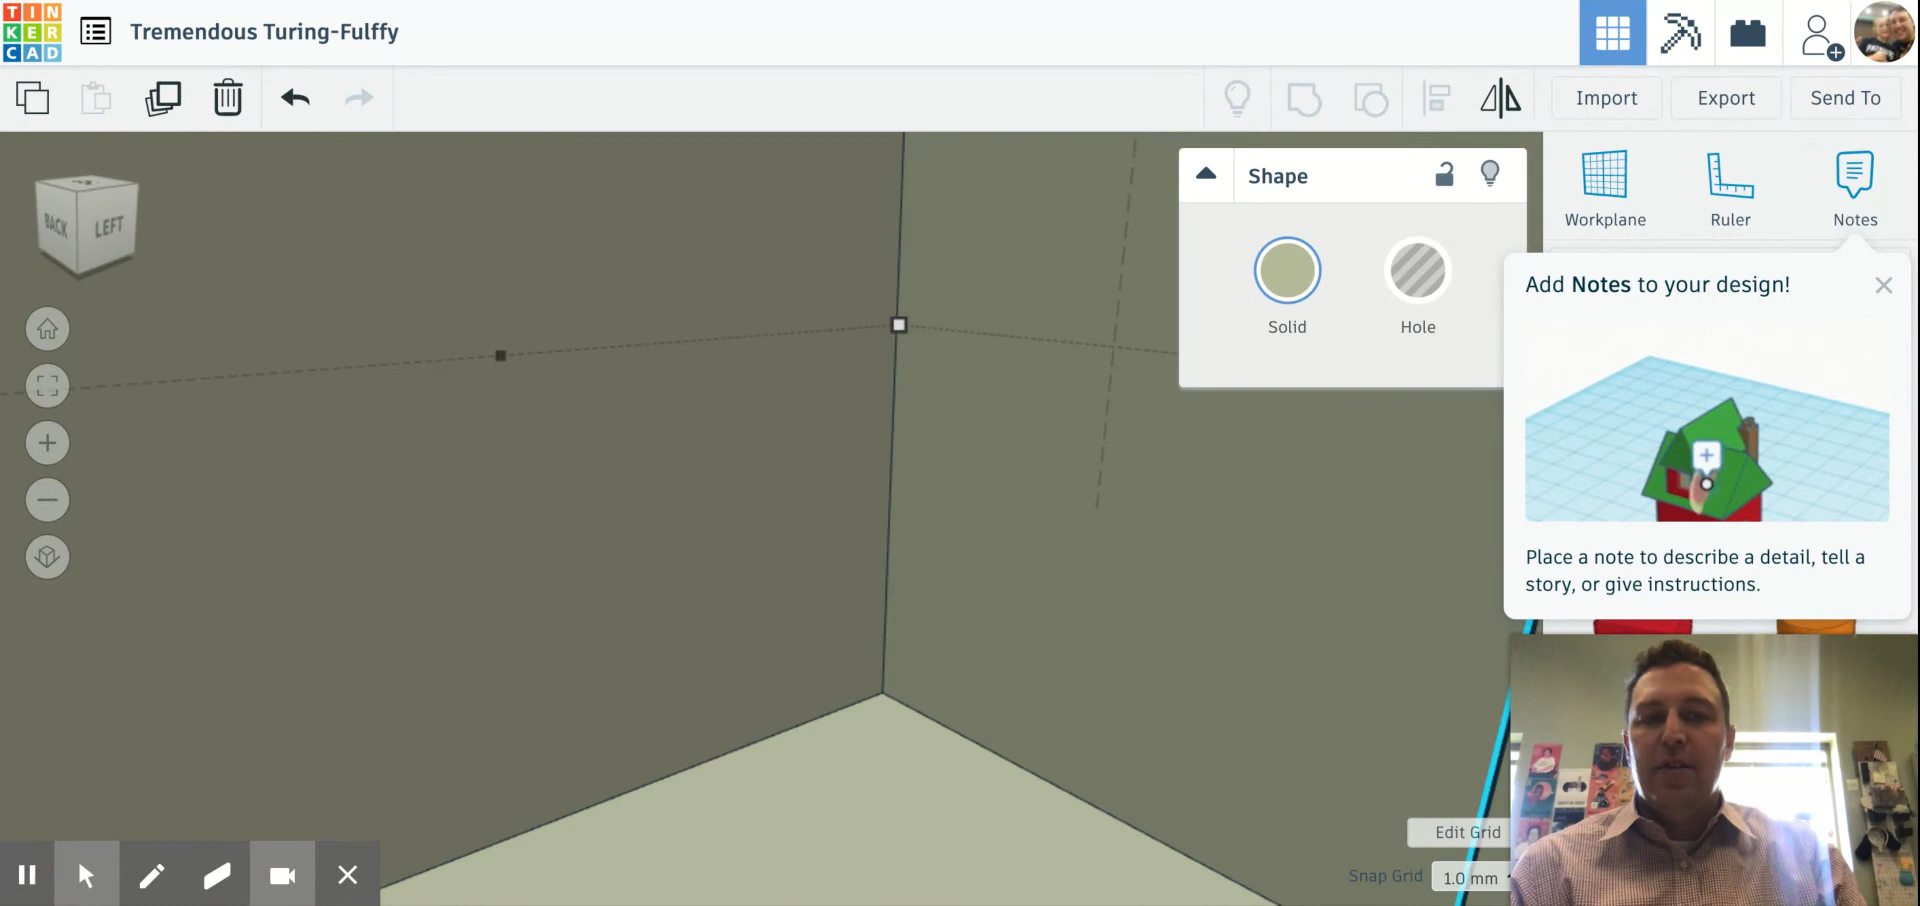 TIN
KER
CAD
Tremendous Turing-Fulffy
Import
Export
Send To
BACK
LEFT
Shape
Solid
Hole
Workplane
Ruler
Notes
Add Notes to your design!
Place a note to describe a detail, tell a
story, or give instructions.
Edit Grid
Snap Grid
1.0 mm